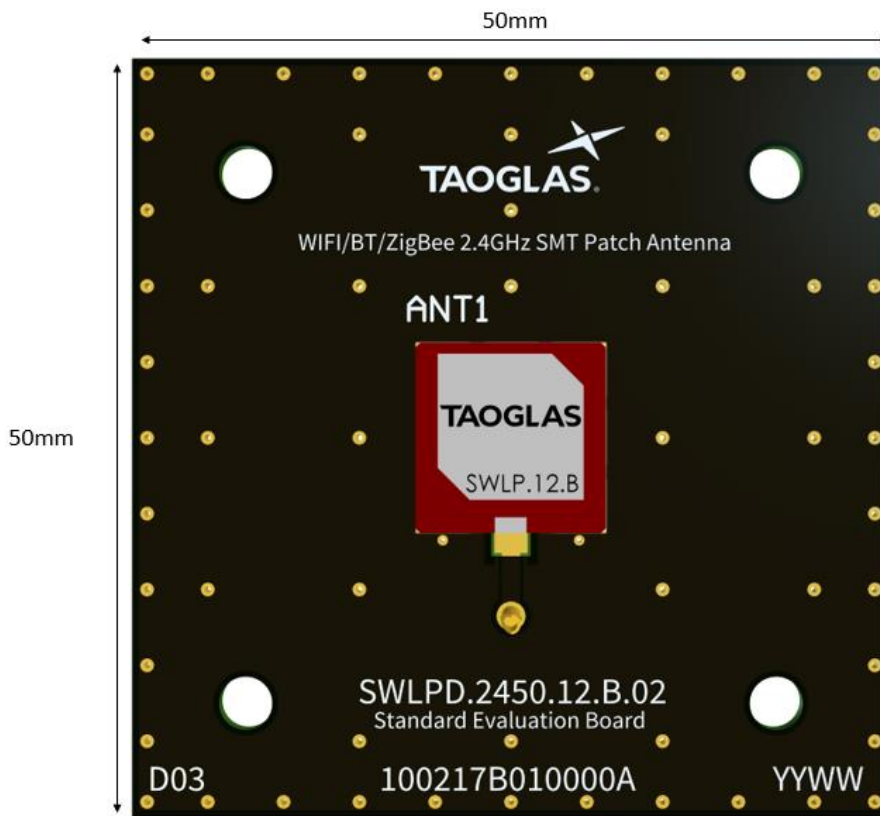 50mm
50mm
TAOGLAS®
WIFI/BT/ZigBee 2.4GHz SMT Patch Antenna
ANT1
TAOGLAS
SWLP.12.B
SWLPD.2450.12.B.02
Standard Evaluation Board
D03 100217B010000A YYWW